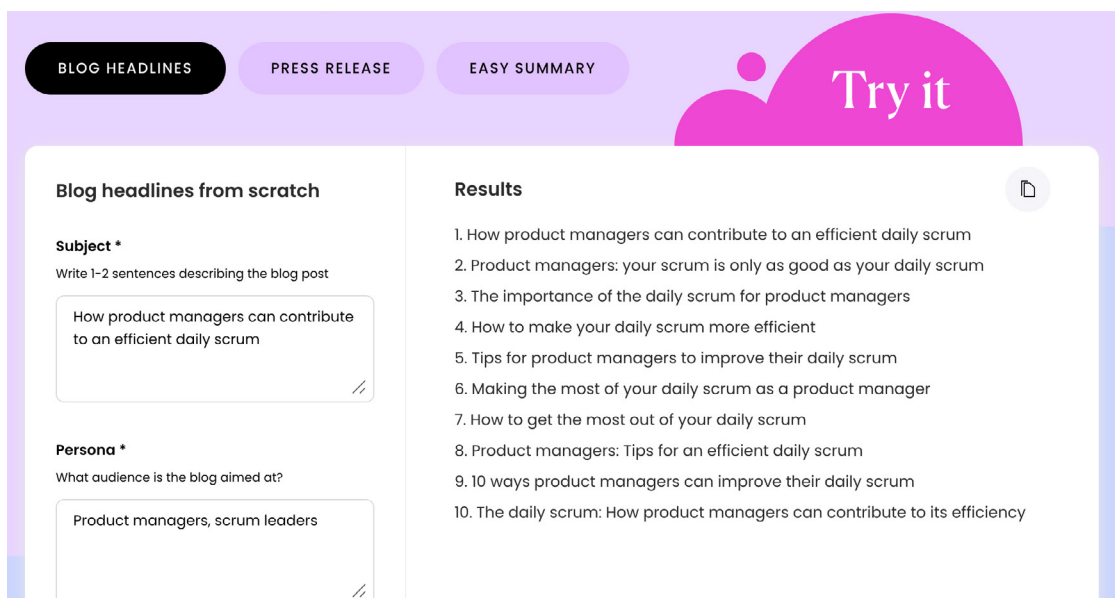 BLOG HEADLINES
PRESS RELEASE
EASY SUMMARY
Try it
Blog headlines from scratch
Subject *
Write 1-2 sentences describing the blog post
How product managers can contribute
to an efficient daily scrum
Persona *
What audience is the blog aimed at?
Product managers, scrum leaders
Results
1. How product managers can contribute to an efficient daily scrum
2. Product managers: your scrum is only as good as your daily scrum
3. The importance of the daily scrum for product managers
4. How to make your daily scrum more efficient
5. Tips for product managers to improve their daily scrum
6. Making the most of your daily scrum as a product manager
7. How to get the most out of your daily scrum
8. Product managers: Tips for an efficient daily scrum
9. 10 ways product managers can improve their daily scrum
10. The daily scrum: How product managers can contribute to its efficiency